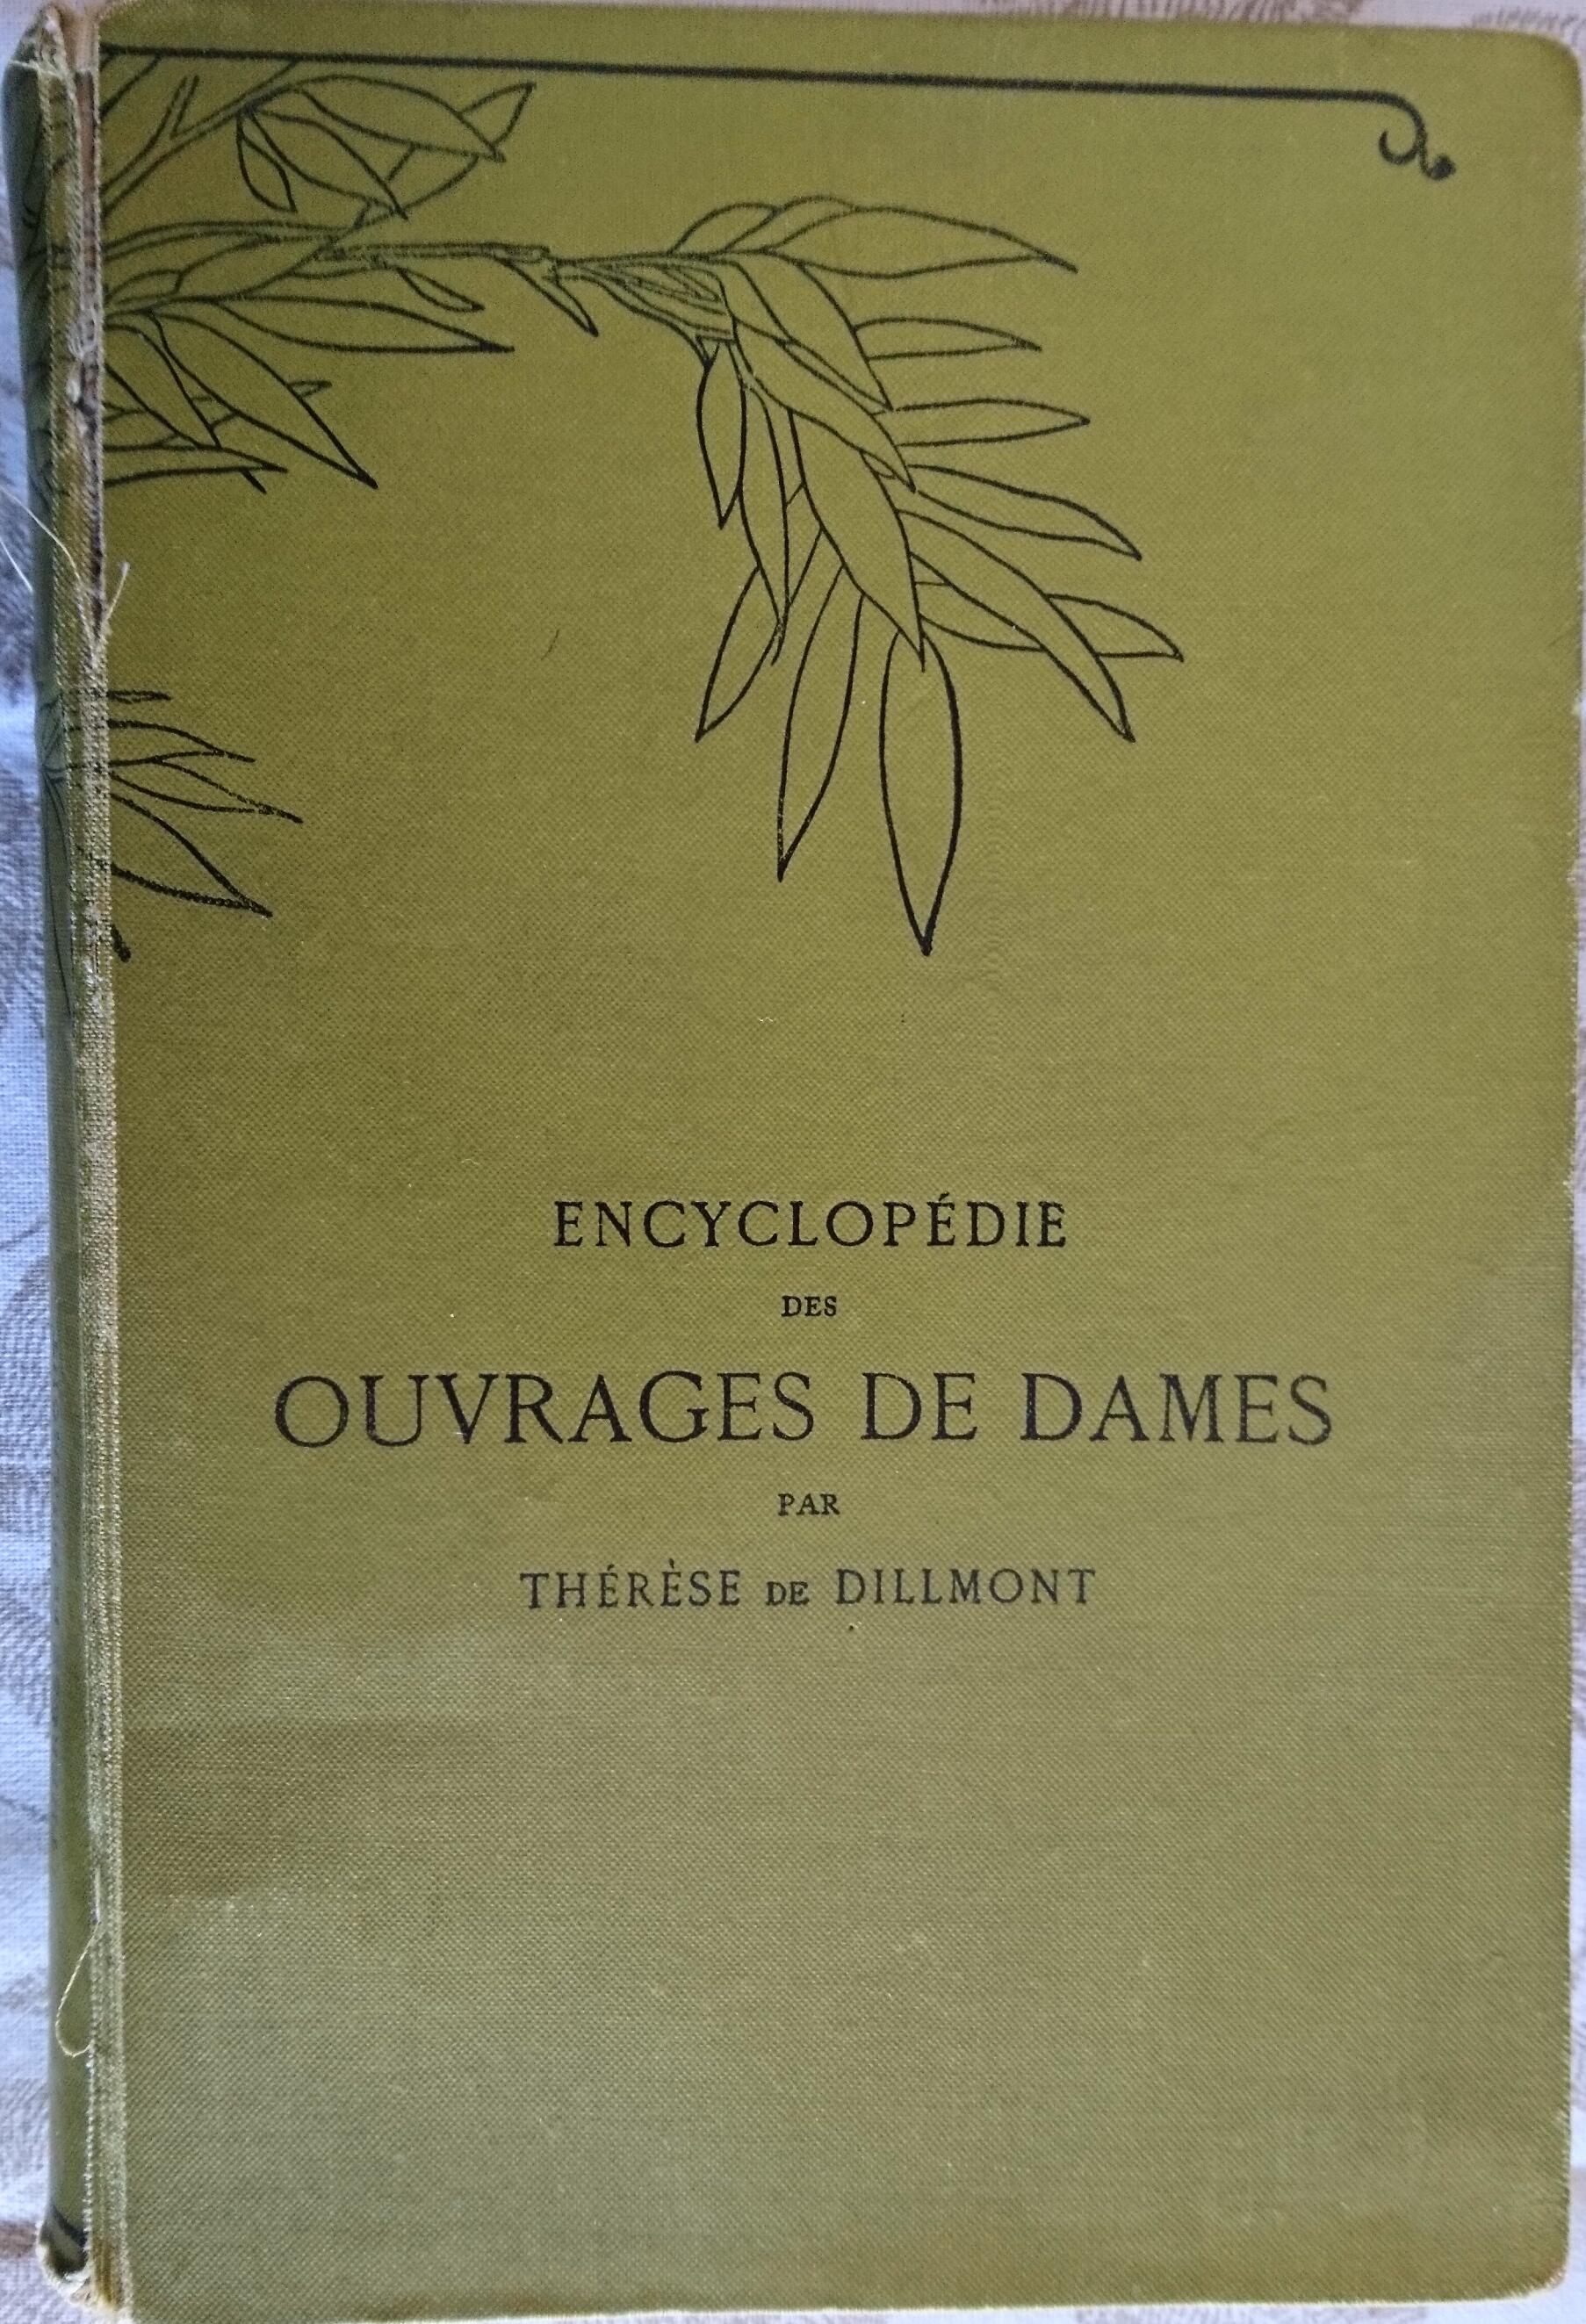 ENCYCLOPÉDIE
DES
OUVRAGES DE DAMES
PAR
THÉRÈSE DE DILLMONT